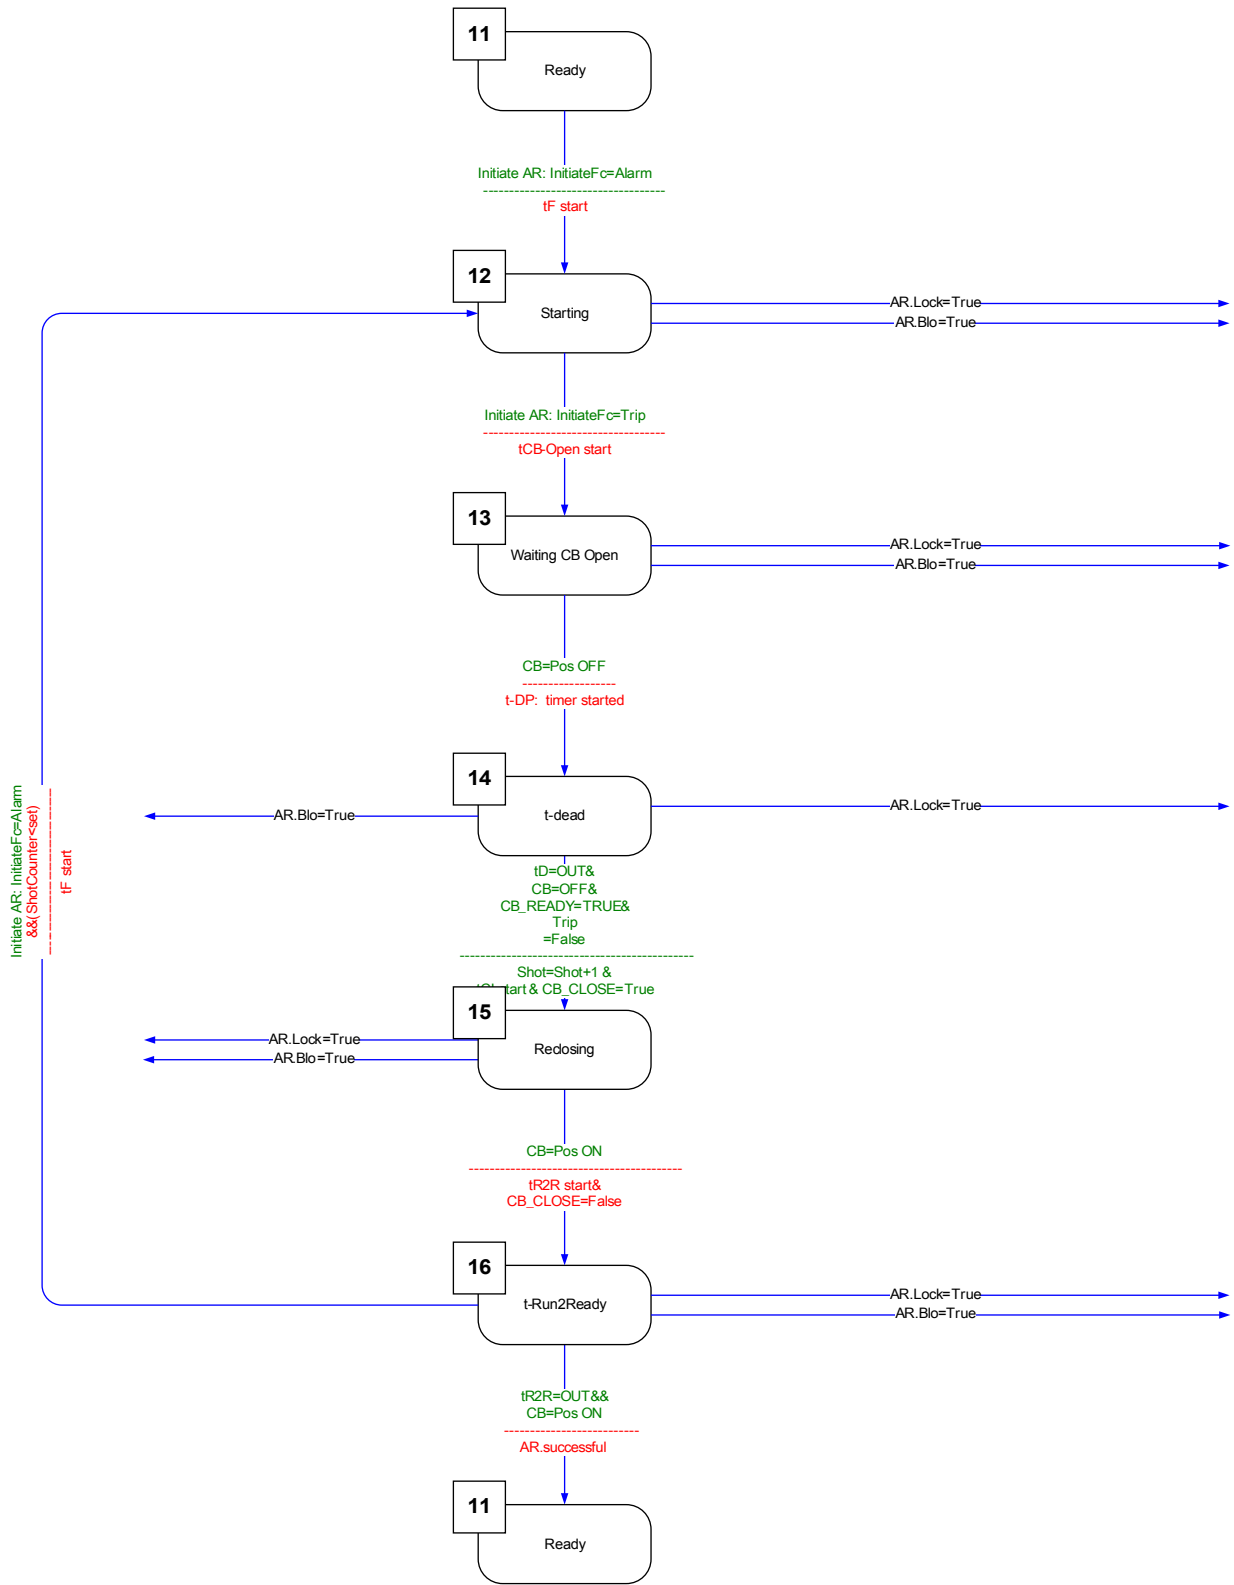 11
Ready
Initiate AR: InitiateFc=Alarm
tF start
12
Starting
AR.Lock=True
AR.Blo=True
Initiate AR: InitiateFc=Trip
tCB-Open start
13
Waiting CB Open
AR.Lock=True
AR.Blo=True
CB=Pos OFF
t-DP: timer started
14
t-dead
AR.Blo=True
AR.Lock=True
Initiate AR: InitiateFc=Alarm
&&(ShotCounter<set)
tF start
tD=OUT&
CB=OFF&
CB_READY=TRUE&
Trip
=False
Shot=Shot+1 &
& CB_CLOSE=True
15
Reclosing
AR.Lock=True
AR.Blo=True
CB=Pos ON
tR2R start&
CB_CLOSE=False
16
t-Run2Ready
AR.Lock=True
AR.Blo=True
tR2R=OUT&&
CB=Pos ON
AR.successful
11
Ready